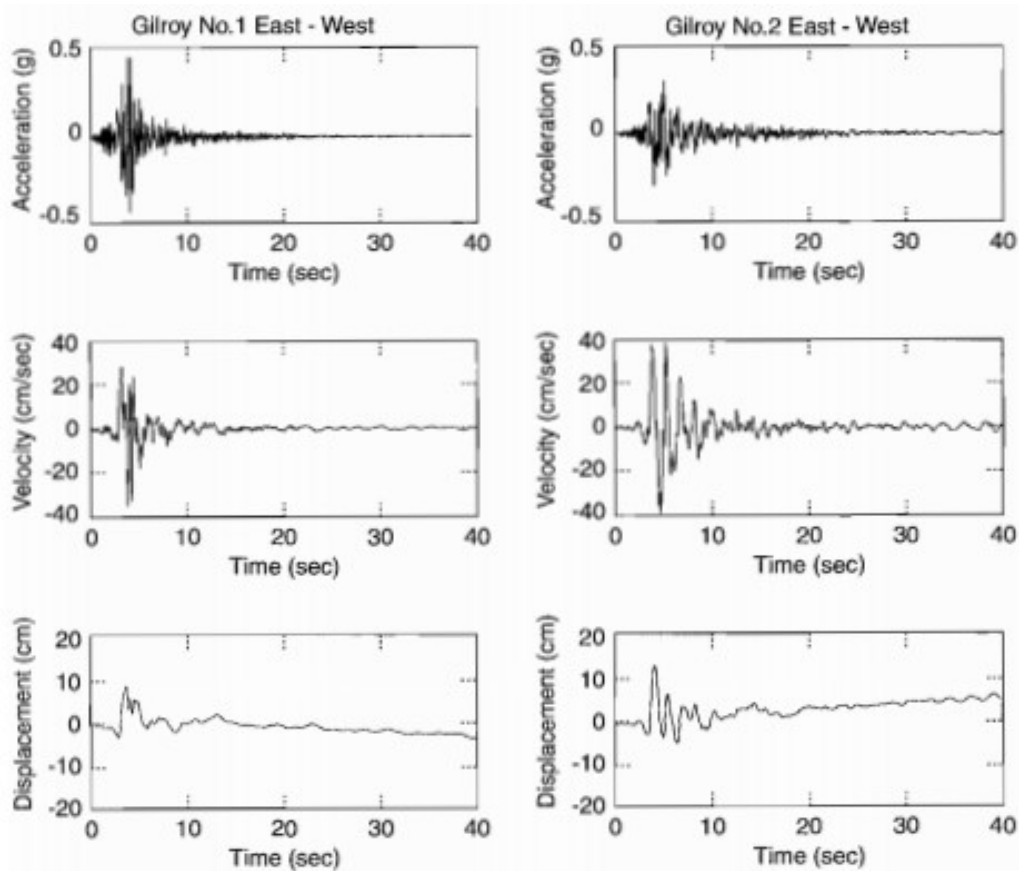 Gilroy No.1 East - West
Acceleration (g)
0.5
0
-0.5
0 10 20 30 40
Time (sec)
Gilroy No.2 East - West
Acceleration (g)
0.5
0
-0.5
0 10 20 30 40
Time (sec)
Velocity (cm/sec)
40
20
0
-20
-40
0 10 20 30 40
Time (sec)
Velocity (cm/sec)
40
20
0
-20
-40
0 10 20 30 40
Time (sec)
Displacement (cm)
20
10
0
-10
-20
0 10 20 30 40
Time (sec)
Displacement (cm)
20
10
0
-10
-20
0 10 20 30 40
Time (sec)